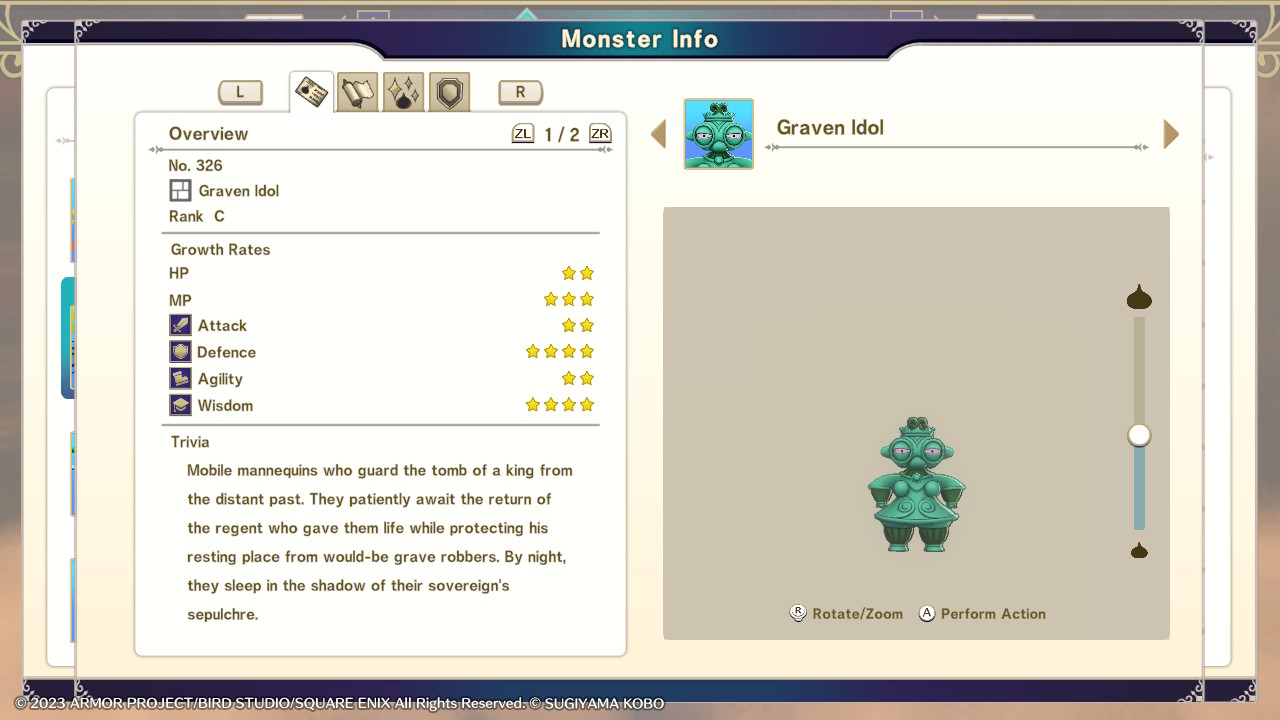 Monster Info
L
R
Overview
ZL 1 / 2 ZR
No. 326
Graven Idol
Rank C
Growth Rates
HP
MP
Attack
Defence
Agility
Wisdom
Trivia
Mobile mannequins who guard the tomb of a king from
the distant past. They patiently await the return of
the regent who gave them life while protecting his
resting place from would-be grave robbers. By night,
they sleep in the shadow of their sovereign's
sepulchre.
Graven Idol
R Rotate/Zoom A Perform Action
© 2023 ARMOR PROJECT/BIRD STUDIO/SQUARE ENIX All Rights Reserved. © SUGIYAMA KOBO